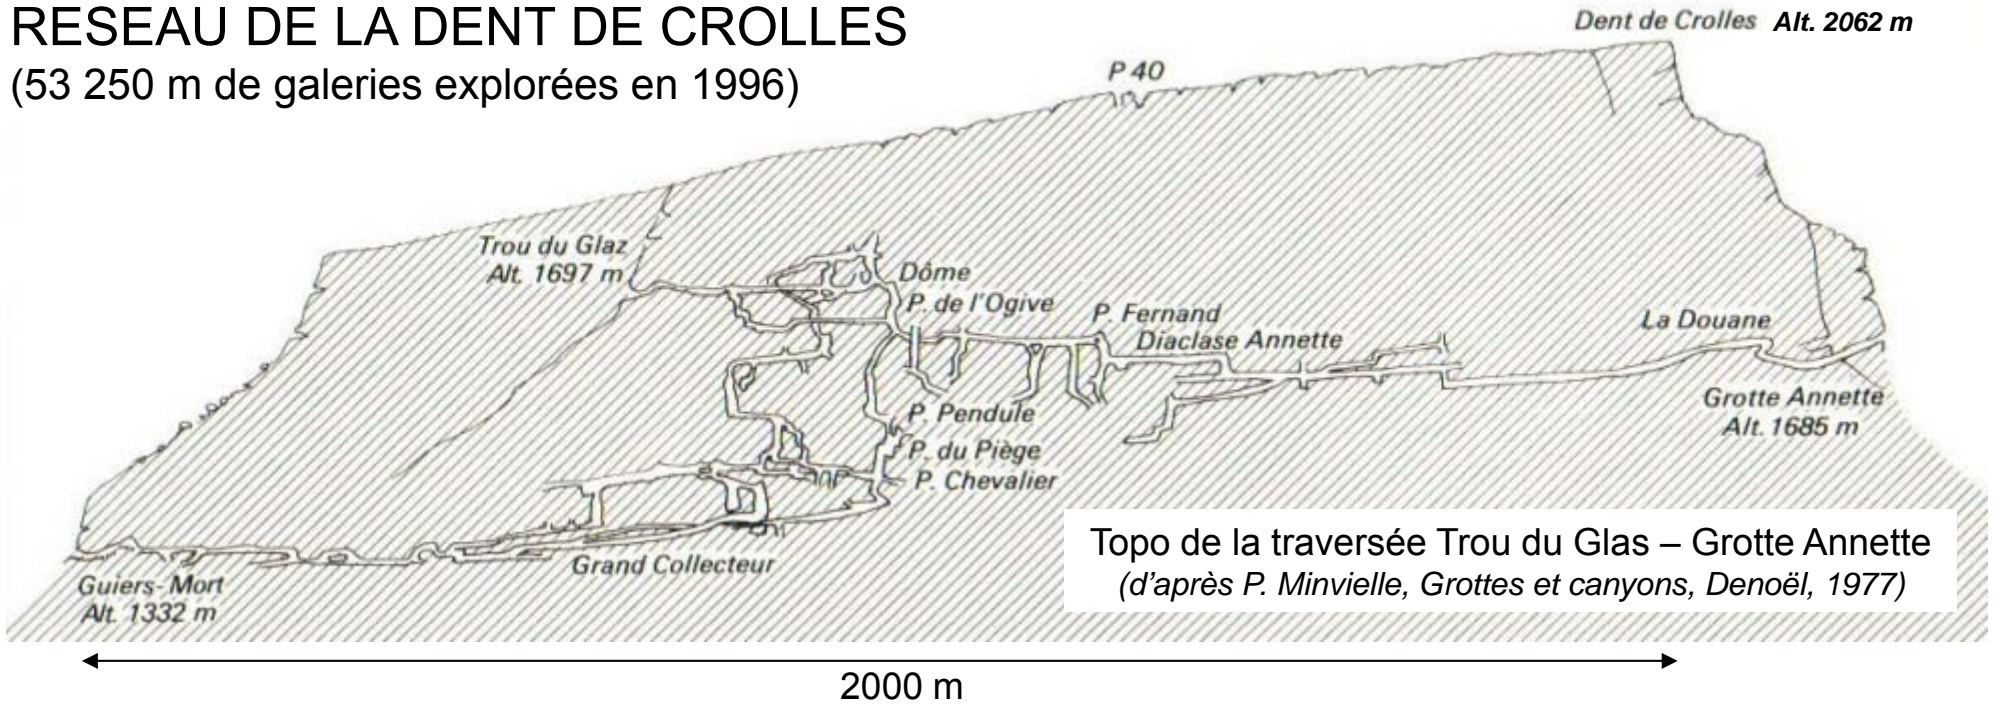 RESEAU DE LA DENT DE CROLLES
(53 250 m de galeries explorées en 1996)
Dent de Crolles Alt. 2062 m
P 40
Trou du Glaz
Alt. 1697 m
Dôme
P. de l'Ogive
P. Fernand
Diaclase Annette
La Douane
Grotte Annette
Alt. 1685 m
P. Pendule
P. du Piège
P. Chevalier
Grand Collecteur
Guiers-Mort
Alt. 1332 m
Topo de la traversée Trou du Glas – Grotte Annette
(d'après P. Minvielle, Grottes et canyons, Denoël, 1977)
2000 m